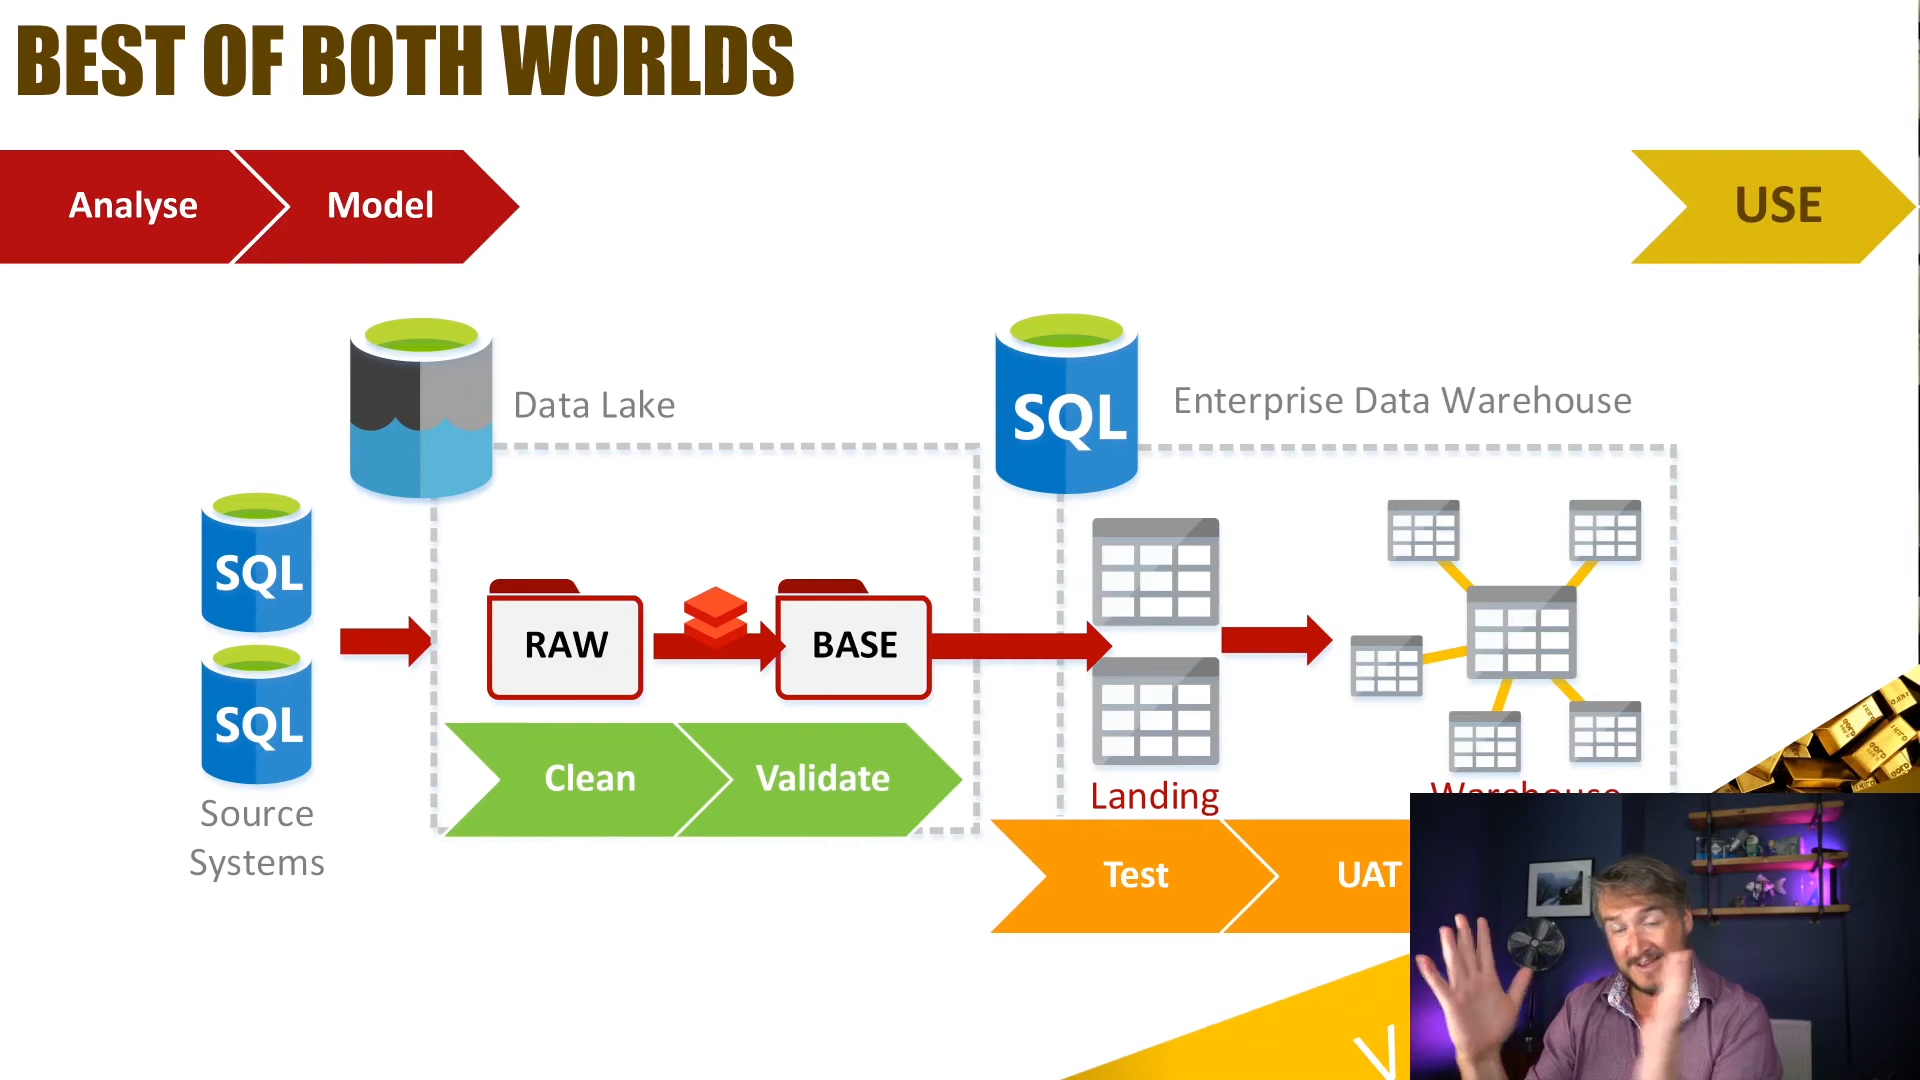 BEST OF BOTH WORLDS
Analyse
Model
USE
Data Lake
SQL
Enterprise Data Warehouse
SQL
SQL
RAW
BASE
Clean
Validate
Landing
Warehouse
Source
Systems
Test
UAT
V